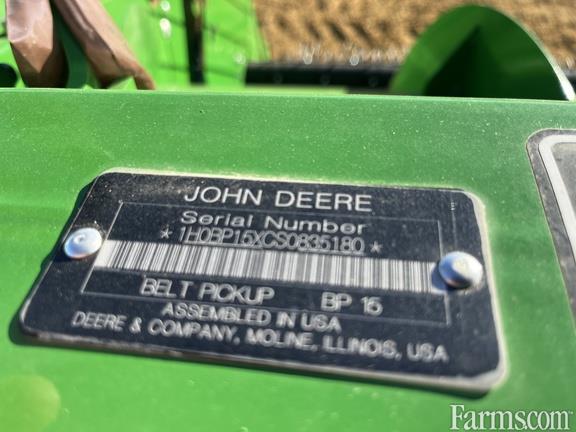 JOHN DEERE
Serial Number
*1H0BP15XCS0835180*
BELT PICKUP BP 15
ASSEMBLED IN USA
DEERE & COMPANY, MOLINE, ILLINOIS, USA
Farms.com